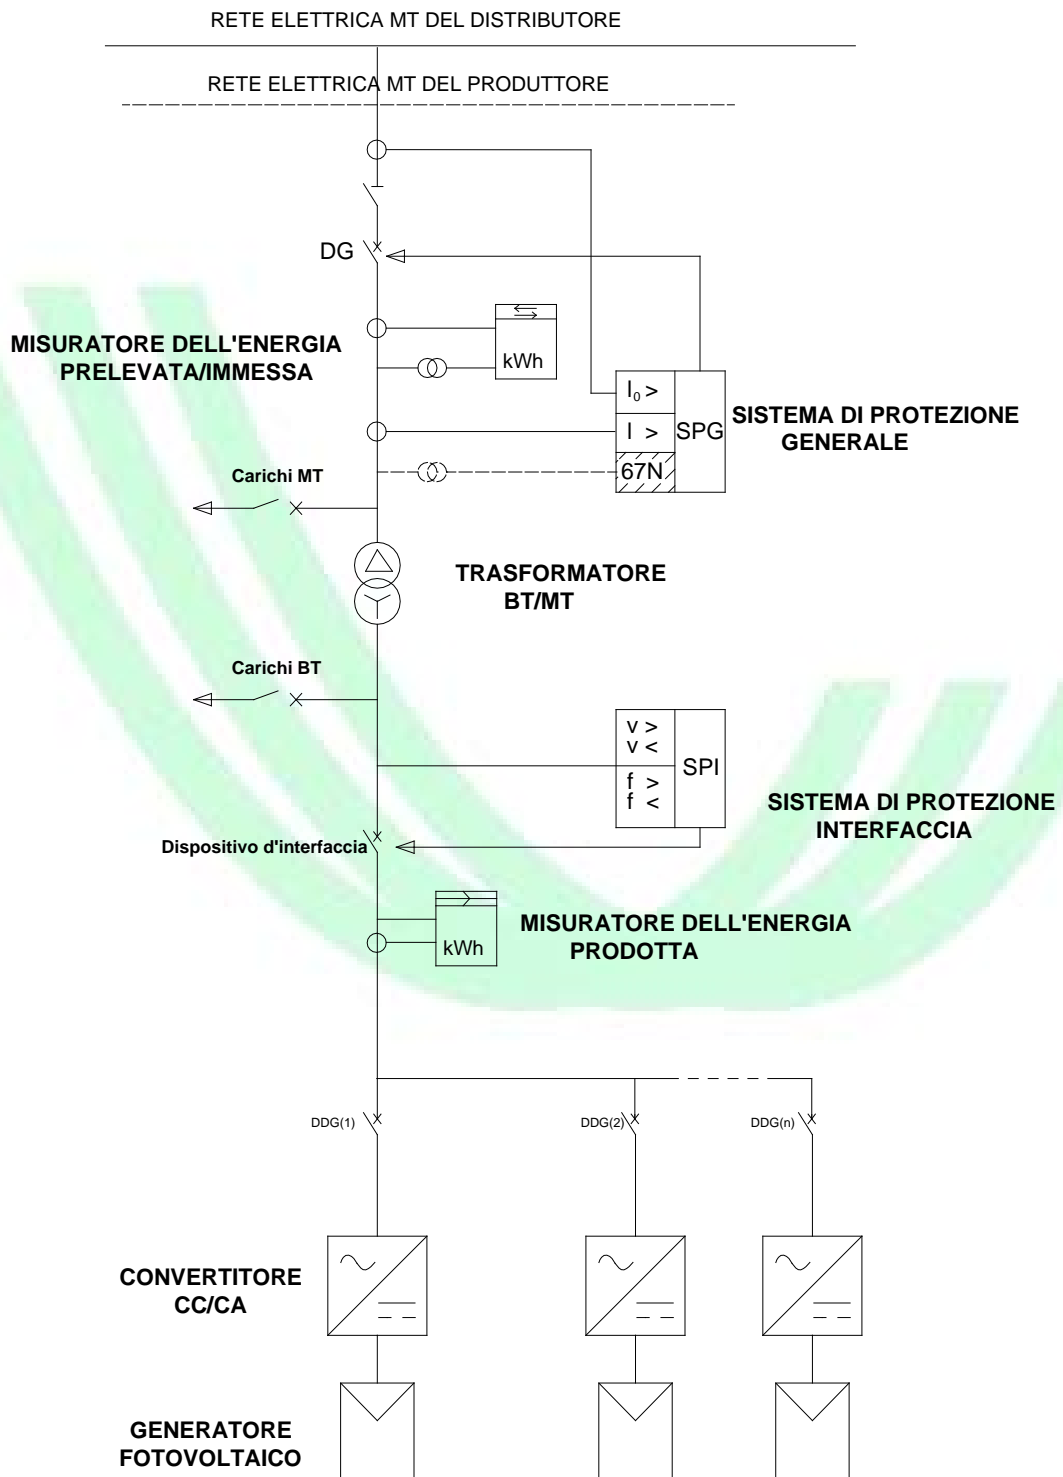 RETE ELETTRICA MT DEL DISTRIBUTORE
RETE ELETTRICA MT DEL PRODUTTORE
DG
MISURATORE DELL'ENERGIA
PRELEVATA/IMMESSA
kWh
I₀ >
I >
67N
SPG
SISTEMA DI PROTEZIONE
GENERALE
Carichi MT
TRASFORMATORE
BT/MT
Carichi BT
v >
v <
f >
f <
SPI
SISTEMA DI PROTEZIONE
INTERFACCIA
Dispositivo d'interfaccia
kWh
MISURATORE DELL'ENERGIA
PRODOTTA
DDG(1)
DDG(2)
DDG(n)
CONVERTITORE
CC/CA
GENERATORE
FOTOVOLTAICO